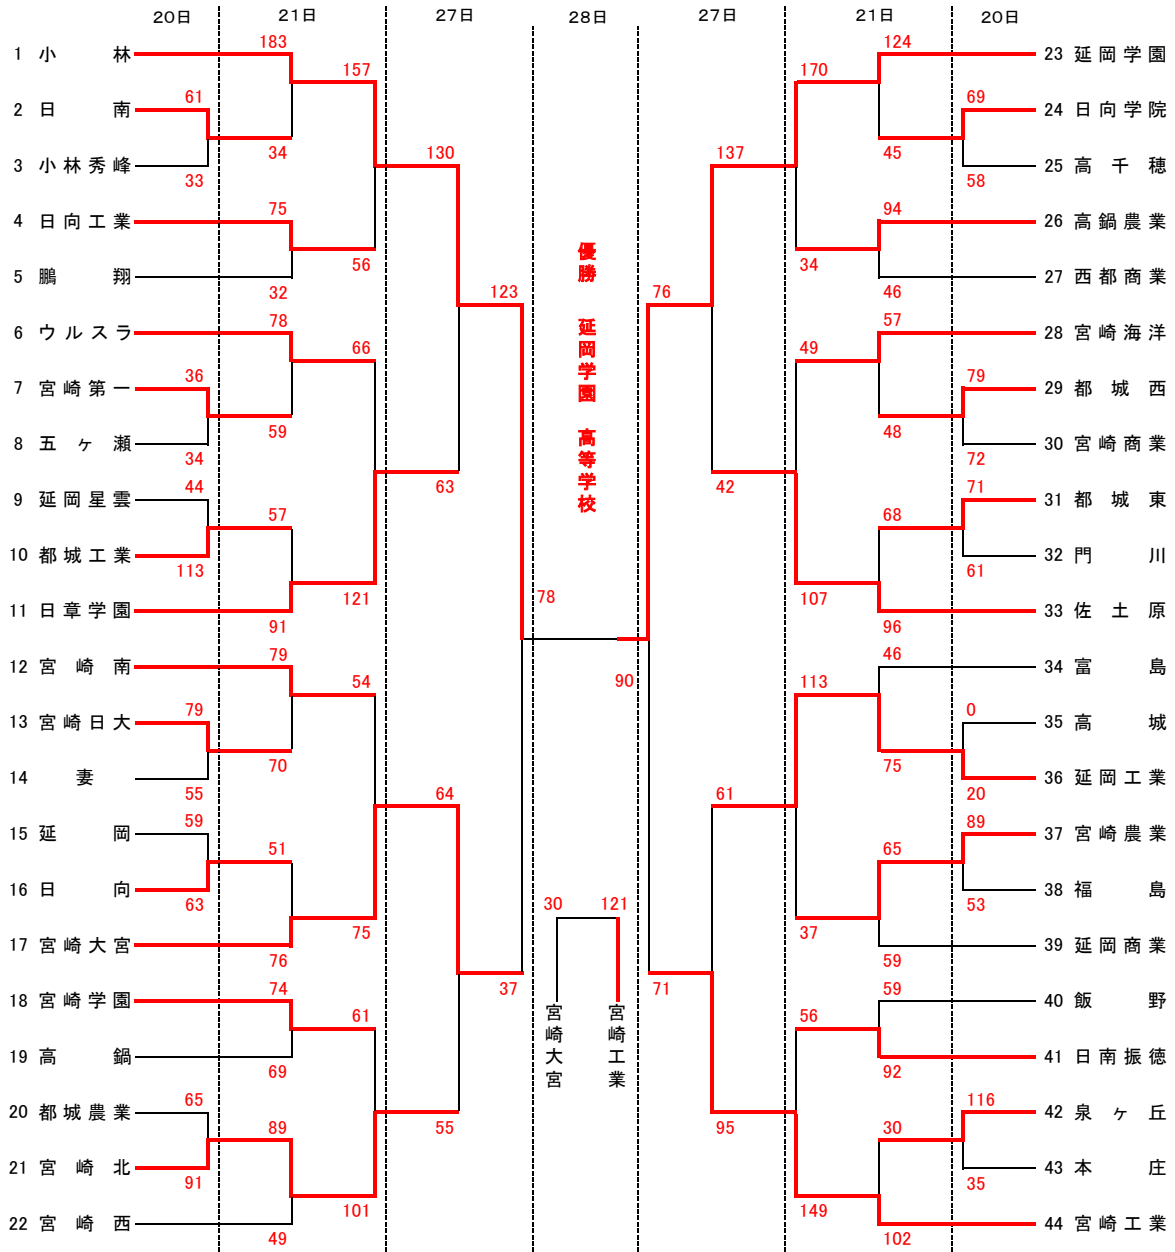 20日 21日 27日 28日 27日 21日 20日
1 小林 183 157 170 124 23 延岡学園
2 日南 61 69 24 日向学院
34 130 137 45
3 小林秀峰 33 58 25 高千穂
4 日向工業 75 94 26 高鍋農業
56 34
5 鵬翔 32 46 27 西都商業
123 76
6 ウルスラ 78 57 28 宮崎海洋
66 49
7 宮崎第一 36 79 29 都城西
59 48
8 五ヶ瀬 34 72 30 宮崎商業
63 42
9 延岡星雲 44 71 31 都城東
57 68
10 都城工業 113 61 32 門川
121 107
11 日章学園 91 96 33 佐土原
78
90
12 宮崎南 79 46 34 富島
54 113
13 宮崎日大 79 0 35 高城
70 75
14 妻 55 20 36 延岡工業
64 61
15 延岡 59 89 37 宮崎農業
51 65
16 日向 63 53 38 福島
75 37
17 宮崎大宮 76 59 39 延岡商業
37 71
18 宮崎学園 74 59 40 飯野
61 56
19 高鍋 69 92 41 日南振徳
20 都城農業 65 116 42 泉ヶ丘
89 55 95 30
21 宮崎北 91 35 43 本庄
101 149
22 宮崎西 49 102 44 宮崎工業
優勝 延岡学園 高等学校
30 121
宮崎大宮
宮崎工業